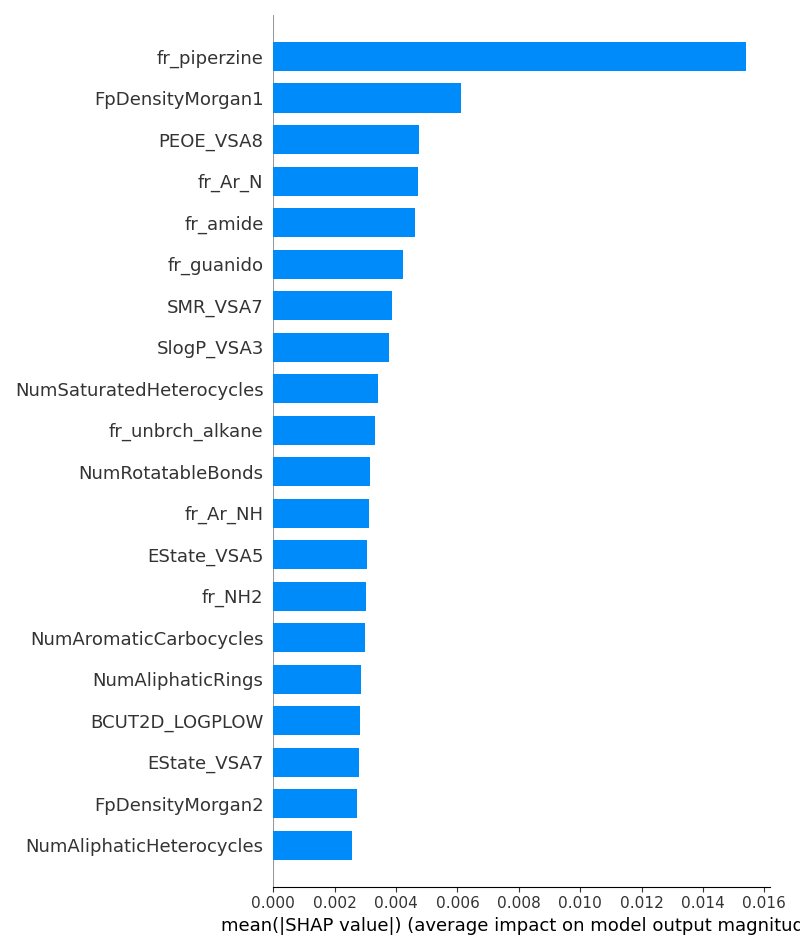 fr_piperzine
FpDensityMorgan1
PEOE_VSA8
fr_Ar_N
fr_amide
fr_guanido
SMR_VSA7
SlogP_VSA3
NumSaturatedHeterocycles
fr_unbrch_alkane
NumRotatableBonds
fr_Ar_NH
EState_VSA5
fr_NH2
NumAromaticCarbocycles
NumAliphaticRings
BCUT2D_LOGPLOW
EState_VSA7
FpDensityMorgan2
NumAliphaticHeterocycles
0.000 0.002 0.004 0.006 0.008 0.010 0.012 0.014 0.016
mean(|SHAP value|) (average impact on model output magnitud